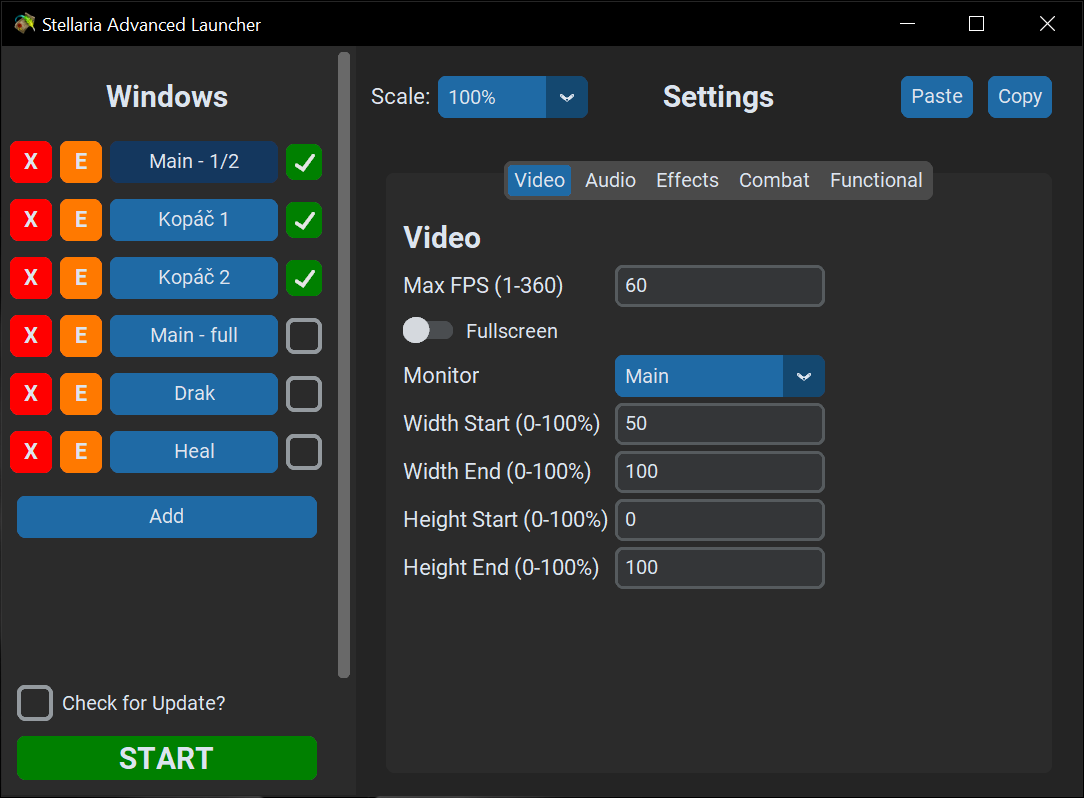 Stellaria Advanced Launcher
Windows
X E Main - 1/2
X E Kopáč 1
X E Kopáč 2
X E Main - full
X E Drak
X E Heal
Add
Check for Update?
START
Scale: 100%
Settings
Paste Copy
Video Audio Effects Combat Functional
Video
Max FPS (1-360) 60
Fullscreen
Monitor Main
Width Start (0-100%) 50
Width End (0-100%) 100
Height Start (0-100%) 0
Height End (0-100%) 100